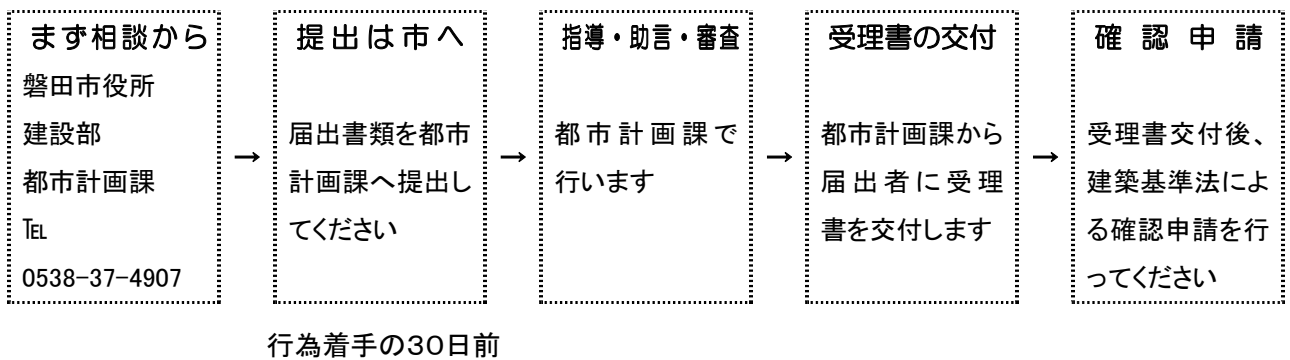 まず相談から
磐田市役所
建設部
都市計画課
℡
0538-37-4907
→
提出は市へ
届出書類を都市
計画課へ提出し
てください
→
指導・助言・審査
都市計画課で
行います
→
受理書の交付
都市計画課から
届出者に受理
書を交付します
→
確認申請
受理書交付後、
建築基準法によ
る確認申請を行
ってください
行為着手の30日前